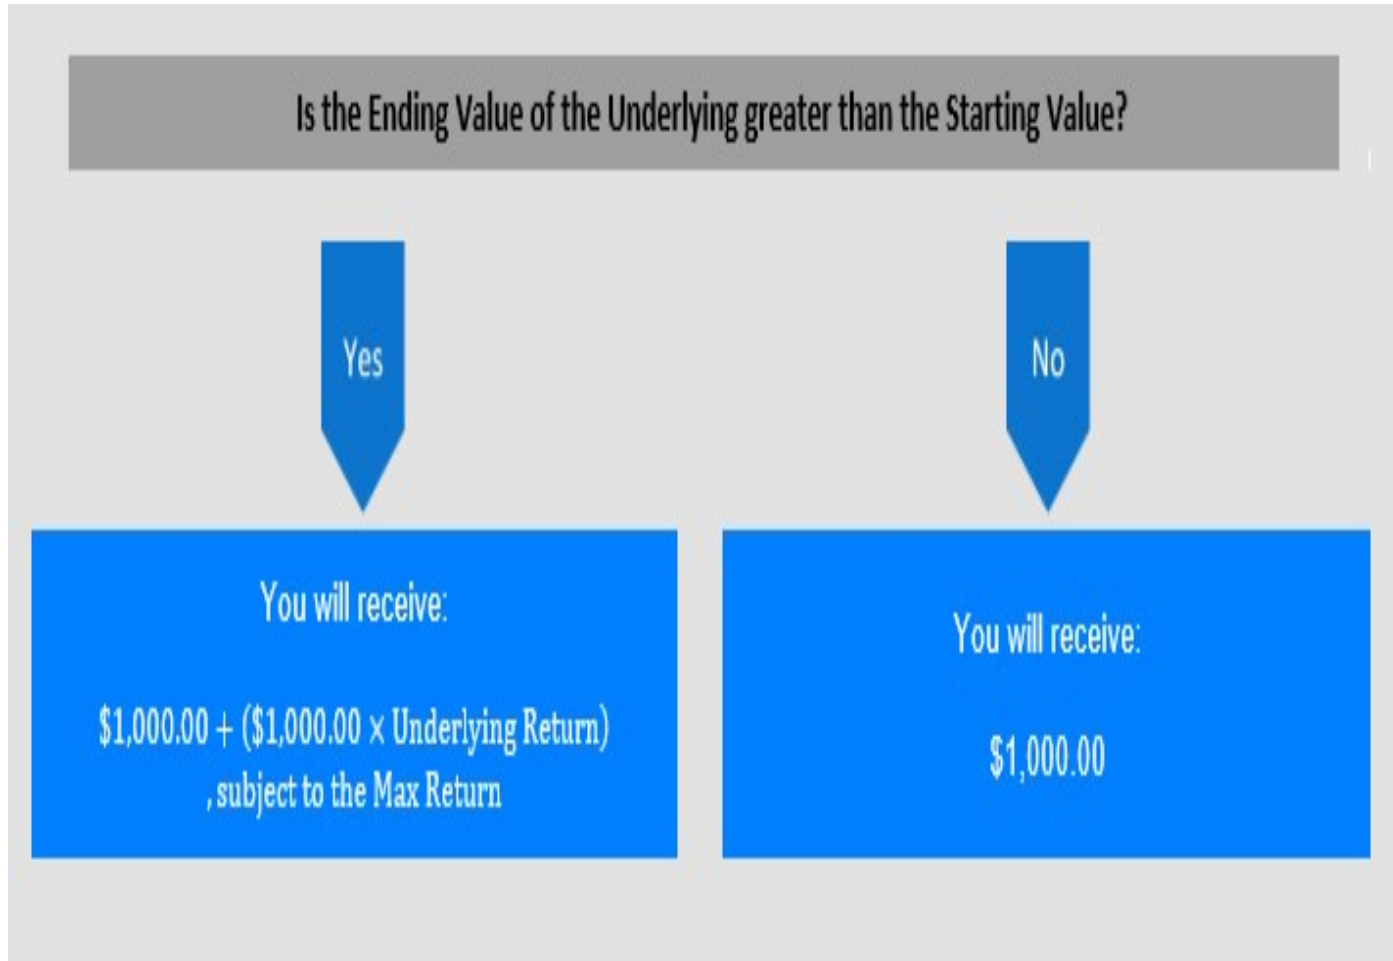 Is the Ending Value of the Underlying greater than the Starting Value?
Yes
No
You will receive:
$1,000.00 + ($1,000.00 × Underlying Return)
, subject to the Max Return
You will receive:
$1,000.00